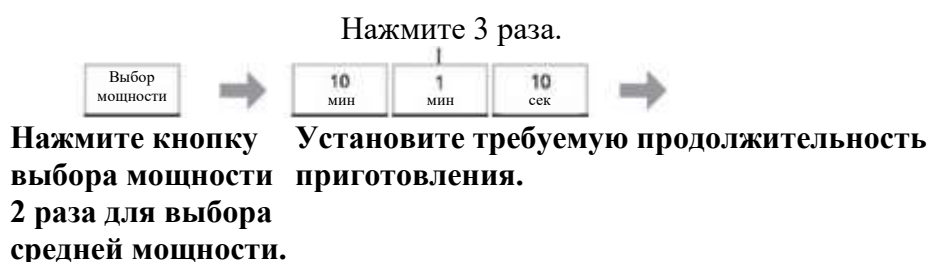 Нажмите 3 раза.
Выбор
мощности
10
мин
1
мин
10
сек
Нажмите кнопку
выбора мощности
2 раза для выбора
средней мощности.
Установите требуемую продолжительность
приготовления.